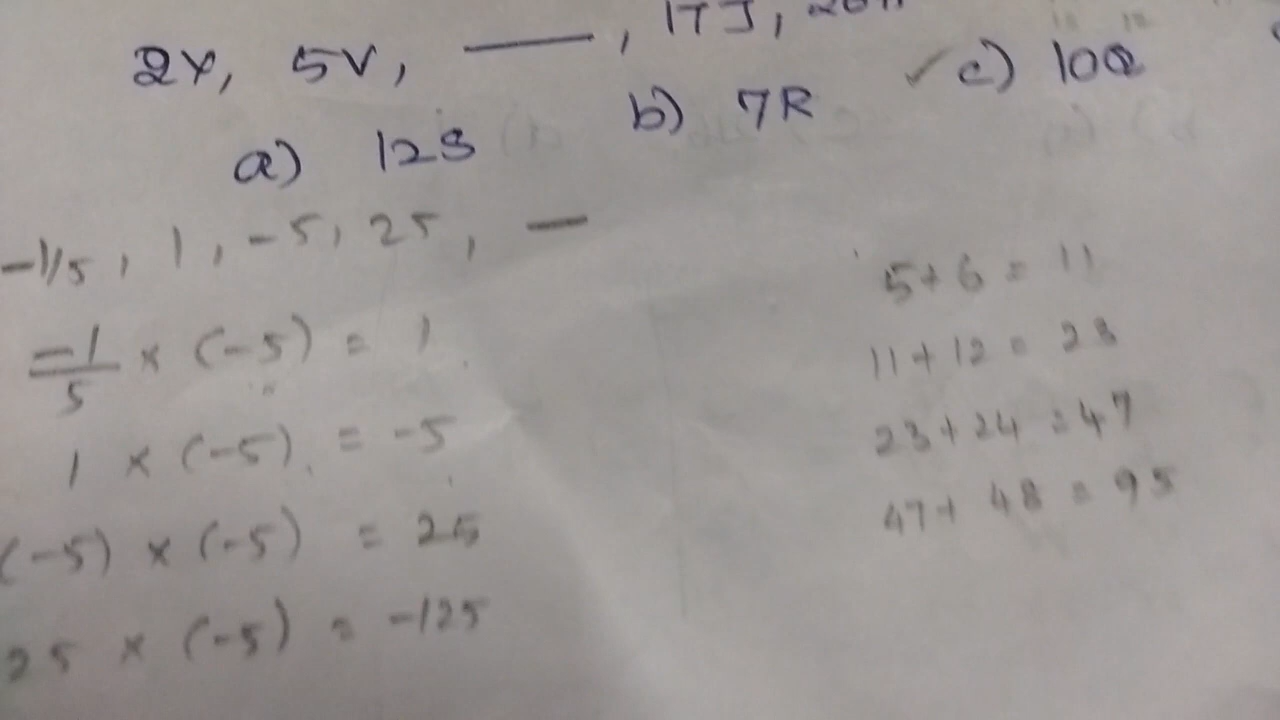 2Y, 5V, ___, 17J,
a) 12S b) 7R ✓ c) 10Q
-1/5, 1, -5, 25, —
-1/5 × (-5) = 1
1 × (-5) = -5
(-5) × (-5) = 25
25 × (-5) = -125
5+6 = 11
11+12 = 23
23+24 = 47
47+ 48 = 95